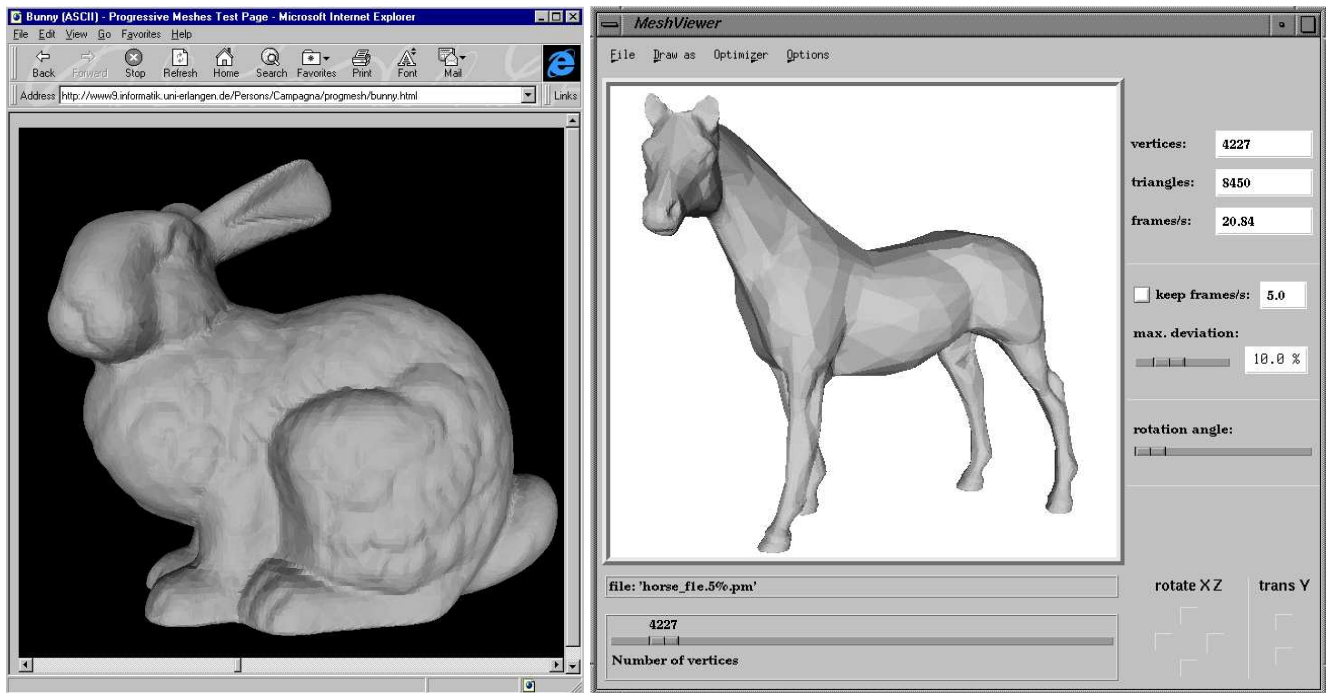 Bunny (ASCII) - Progressive Meshes Test Page - Microsoft Internet Explorer
File Edit View Go Favorites Help
Back Forward Stop Refresh Home Search Favorites Print Font Mail
Address http://www9.informatik.uni-erlangen.de/Persons/Campagna/progmesh/bunny.html Links
MeshViewer
File Draw as Optimizer Options
vertices: 4227
triangles: 8450
frames/s: 20.84
keep frames/s: 5.0
max. deviation:
10.0 %
rotation angle:
file: 'horse_f1e.5%.pm'
rotate X Z trans Y
4227
Number of vertices